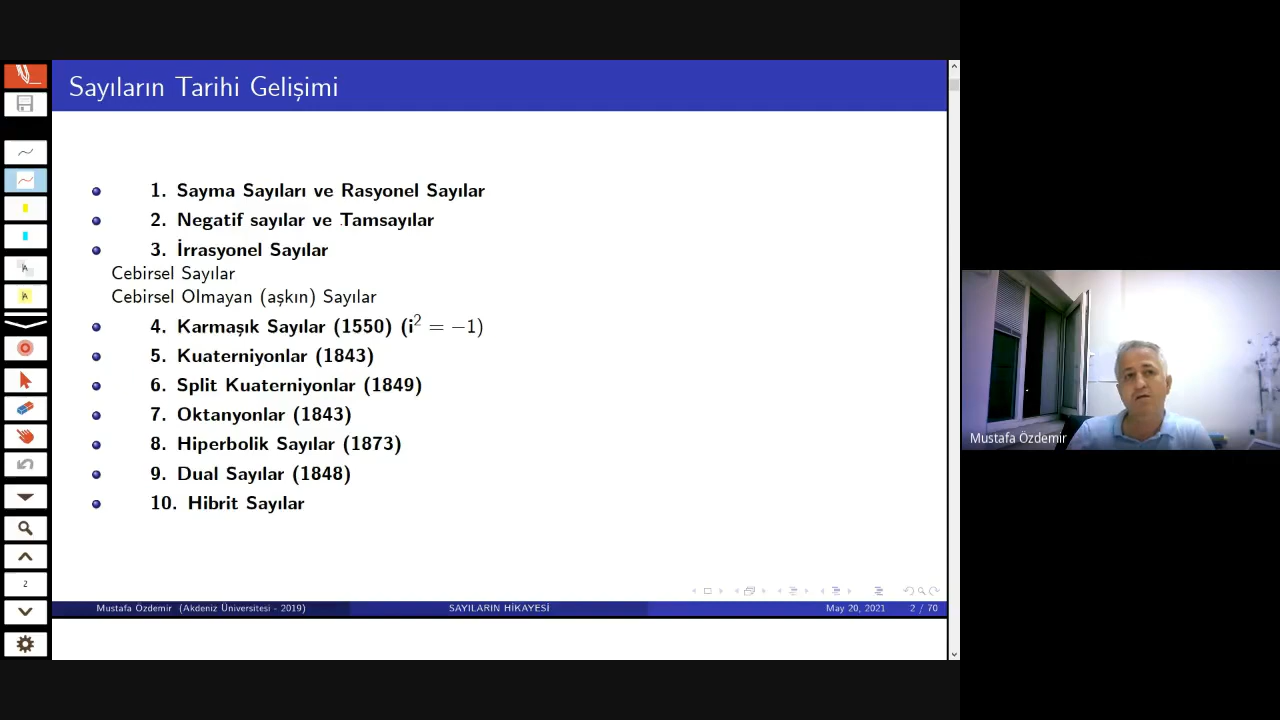 Sayıların Tarihi Gelişimi
1. Sayma Sayıları ve Rasyonel Sayılar
2. Negatif sayılar ve Tamsayılar
3. İrrasyonel Sayılar
Cebirsel Sayılar
Cebirsel Olmayan (aşkın) Sayılar
4. Karmaşık Sayılar (1550) (i² = −1)
5. Kuaterniyonlar (1843)
6. Split Kuaterniyonlar (1849)
7. Oktanyonlar (1843)
8. Hiperbolik Sayılar (1873)
9. Dual Sayılar (1848)
10. Hibrit Sayılar
Mustafa Özdemir (Akdeniz Üniversitesi - 2019) SAYILARIN HİKAYESİ May 20, 2021 2 / 70
A
A
2
Mustafa Özdemir